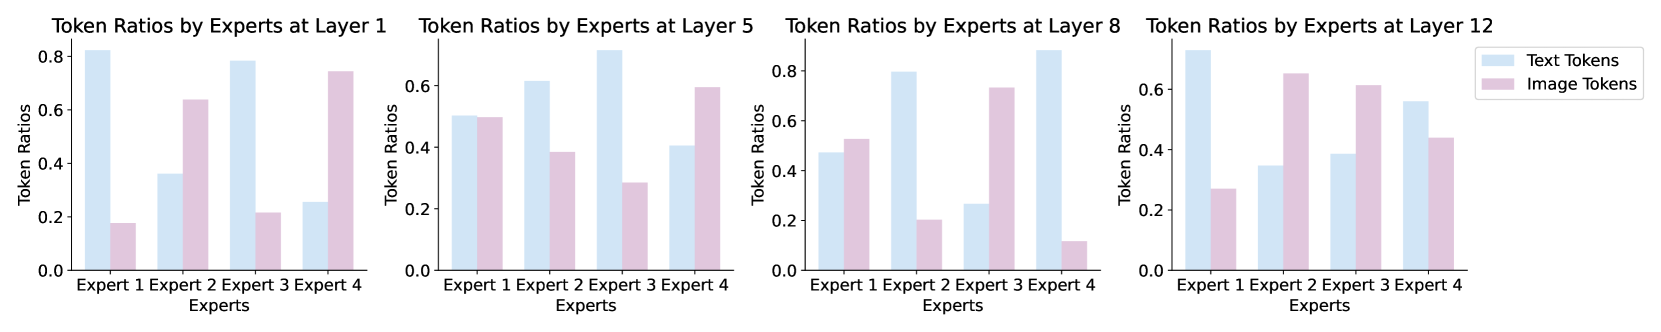 Token Ratios by Experts at Layer 1
Token Ratios
0.8
0.6
0.4
0.2
0.0
Expert 1 Expert 2 Expert 3 Expert 4
Experts
Token Ratios by Experts at Layer 5
Token Ratios
0.6
0.4
0.2
0.0
Expert 1 Expert 2 Expert 3 Expert 4
Experts
Token Ratios by Experts at Layer 8
Token Ratios
0.8
0.6
0.4
0.2
0.0
Expert 1 Expert 2 Expert 3 Expert 4
Experts
Token Ratios by Experts at Layer 12
Token Ratios
0.6
0.4
0.2
0.0
Expert 1 Expert 2 Expert 3 Expert 4
Experts
Text Tokens
Image Tokens